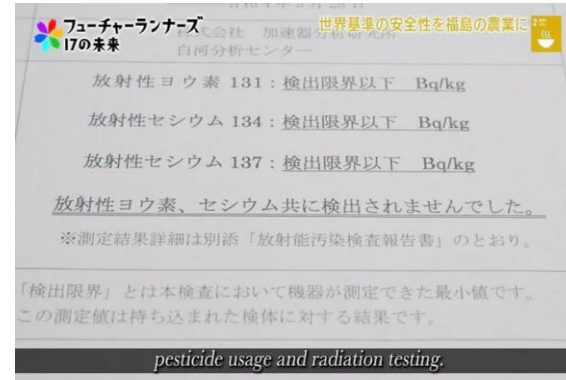 フューチャーランナーズ
17の未来
世界基準の安全性を福島の農業に
株式会社 加速器分析研究所
白河分析センター
放射性ヨウ素 131：検出限界以下 Bq/kg
放射性セシウム 134：検出限界以下 Bq/kg
放射性セシウム 137：検出限界以下 Bq/kg
放射性ヨウ素、セシウム共に検出されませんでした。
※測定結果詳細は別添「放射能汚染検査報告書」のとおり。
「検出限界」とは本検査において機器が測定できた最小値です。
この測定値は持ち込まれた検体に対する結果です。
pesticide usage and radiation testing.